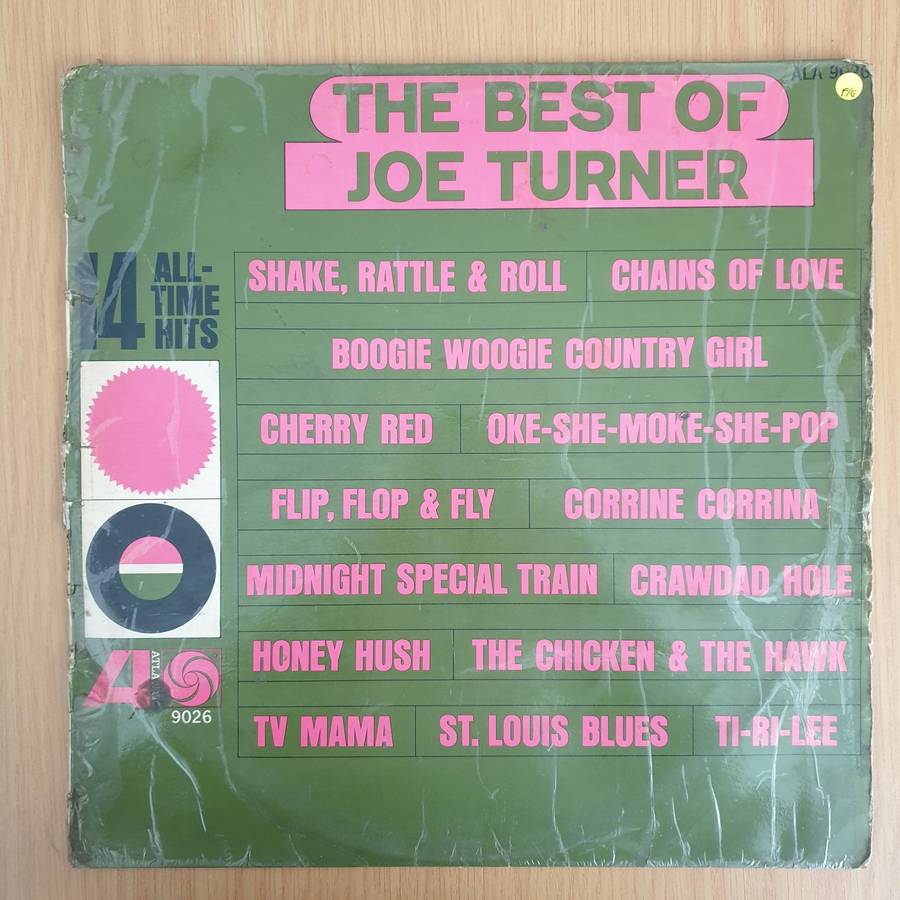 ALA 9026
THE BEST OF
JOE TURNER
14 ALL-
TIME
HITS
SHAKE, RATTLE & ROLL CHAINS OF LOVE
BOOGIE WOOGIE COUNTRY GIRL
CHERRY RED OKE-SHE-MOKE-SHE-POP
FLIP, FLOP & FLY CORRINE CORRINA
MIDNIGHT SPECIAL TRAIN CRAWDAD HOLE
HONEY HUSH THE CHICKEN & THE HAWK
TV MAMA ST. LOUIS BLUES TI-RI-LEE
9026